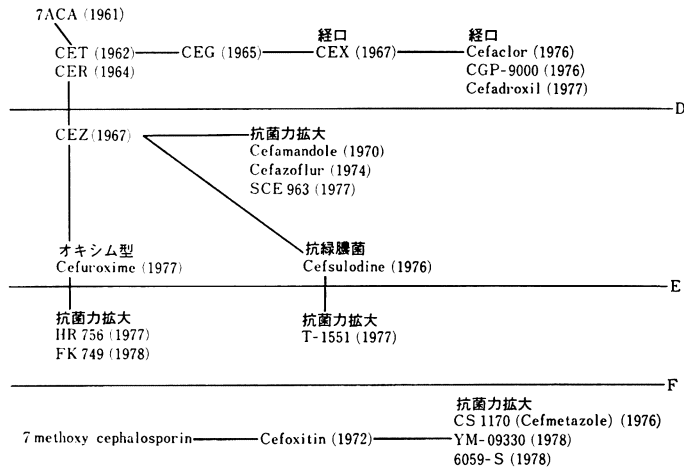 7ACA (1961)
経口 経口
CET (1962) CEG (1965) CEX (1967) Cefaclor (1976)
CER (1964) CGP-9000 (1976)
Cefadroxil (1977)
D
CEZ (1967) 抗菌力拡大
Cefamandole (1970)
Cefazoflur (1974)
SCE 963 (1977)
オキシム型 抗緑膿菌
Cefuroxime (1977) Cefsulodine (1976)
E
抗菌力拡大 抗菌力拡大
HR 756 (1977) T-1551 (1977)
FK 749 (1978)
F
抗菌力拡大
CS 1170 (Cefmetazole) (1976)
7 methoxy cephalosporin Cefoxitin (1972) YM-09330 (1978)
6059-S (1978)